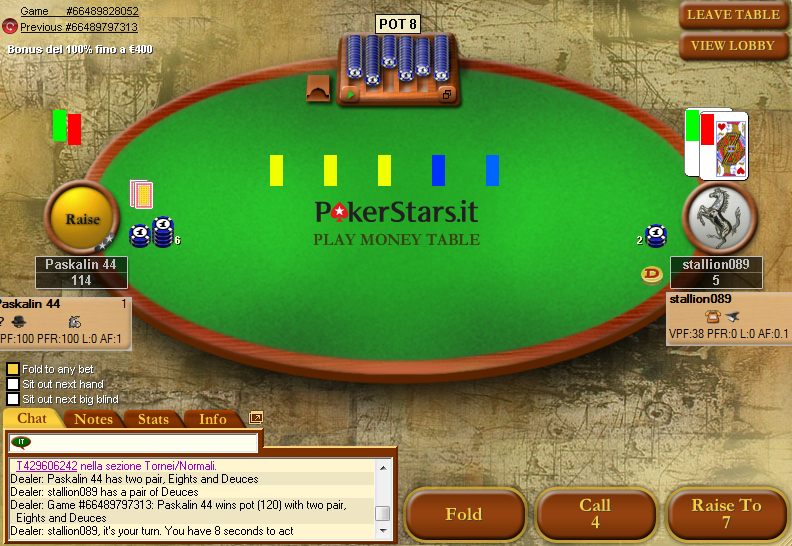 Game #66489828052
Previous #66489797313
Bonus del 100% fino a €400
POT 8
LEAVE TABLE
VIEW LOBBY
Raise
6
Paskalin 44
114
PokerStars.it
PLAY MONEY TABLE
2
D
stallion089
5
Paskalin 44 1
?
PF:100 PFR:100 L:0 AF:1
stallion089
VPF:38 PFR:0 L:0 AF:0.1
Fold to any bet
Sit out next hand
Sit out next big blind
Chat
Notes
Stats
Info
IT
T429606242 nella sezione Tornei/Normali.
Dealer: Paskalin 44 has two pair, Eights and Deuces
Dealer: stallion089 has a pair of Deuces
Dealer: Game #66489797313: Paskalin 44 wins pot (120) with two pair,
Eights and Deuces
Dealer: stallion089, it's your turn. You have 8 seconds to act
Fold
Call
4
Raise To
7